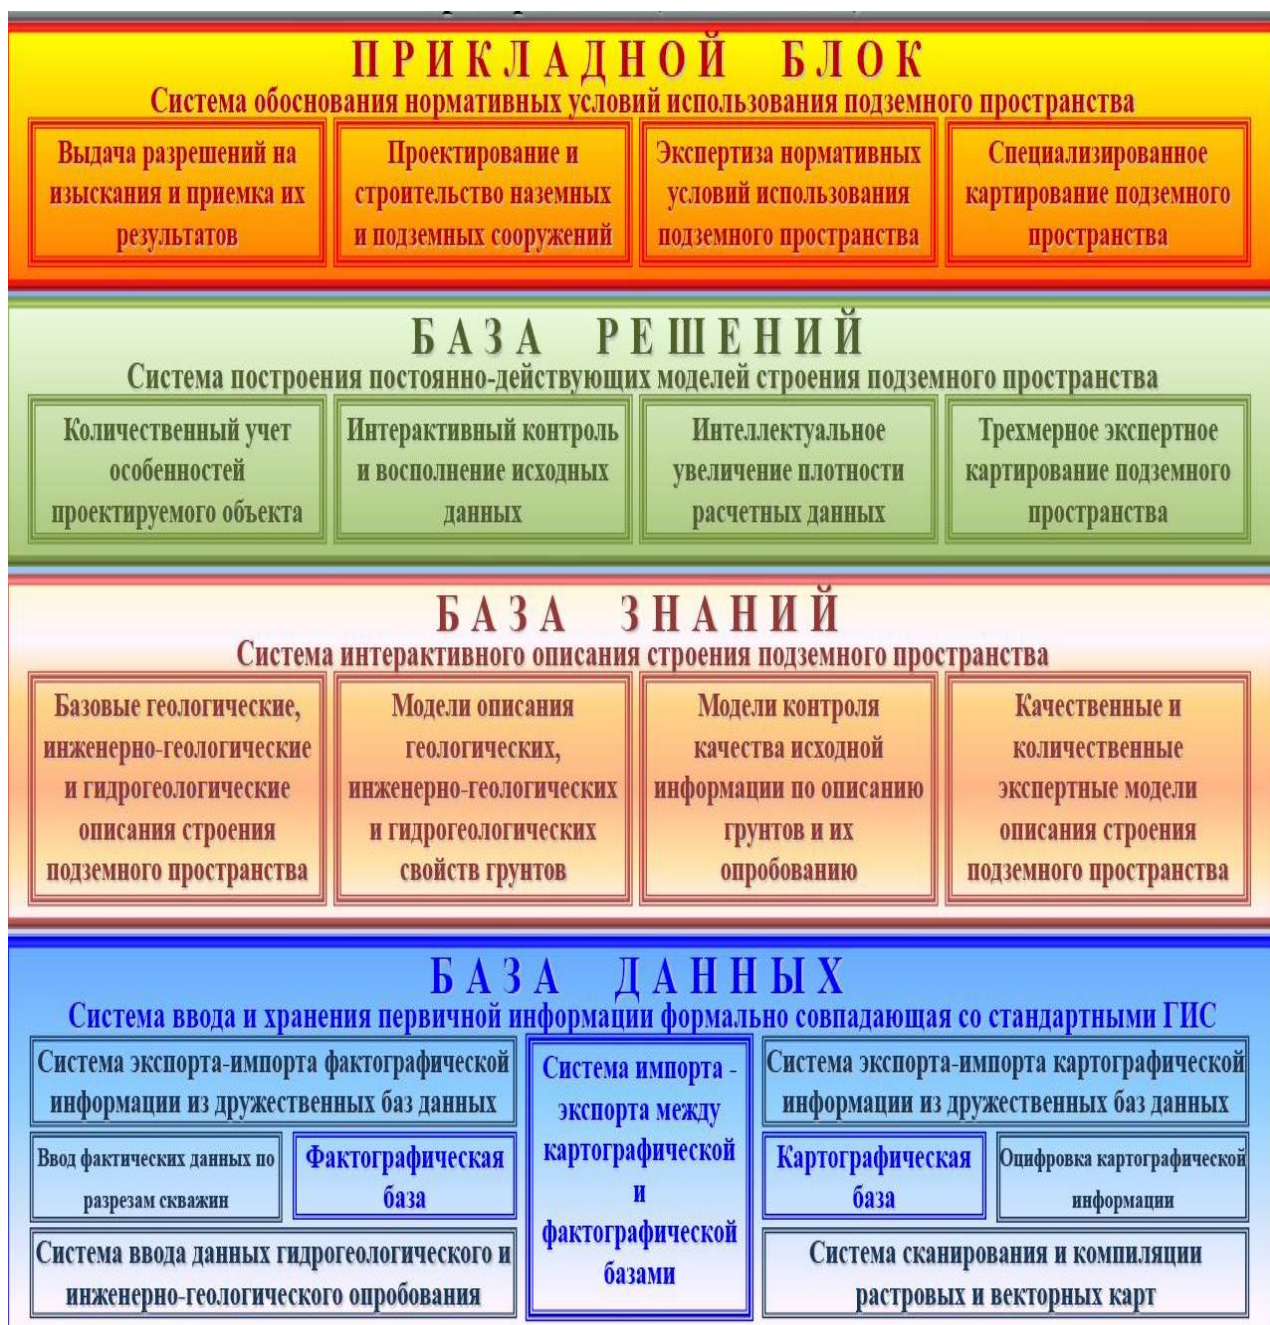 ПРИКЛАДНОЙ БЛОК
Система обоснования нормативных условий использования подземного пространства
Выдача разрешений на
изыскания и приемка их
результатов
Проектирование и
строительство наземных
и подземных сооружений
Экспертиза нормативных
условий использования
подземного пространства
Специализированное
картирование подземного
пространства
БАЗА РЕШЕНИЙ
Система построения постоянно-действующих моделей строения подземного пространства
Количественный учет
особенностей
проектируемого объекта
Интерактивный контроль
и восполнение исходных
данных
Интеллектуальное
увеличение плотности
расчетных данных
Трехмерное экспертное
картирование подземного
пространства
БАЗА ЗНАНИЙ
Система интерактивного описания строения подземного пространства
Базовые геологические,
инженерно-геологические
и гидрогеологические
описания строения
подземного пространства
Модели описания
геологических,
инженерно-геологических
и гидрогеологических
свойств грунтов
Модели контроля
качества исходной
информации по описанию
грунтов и их
опробованию
Качественные и
количественные
экспертные модели
описания строения
подземного пространства
БАЗА ДАННЫХ
Система ввода и хранения первичной информации формально совпадающая со стандартными ГИС
Система экспорта-импорта фактографической
информации из дружественных баз данных
Ввод фактических данных по
разрезам скважин
Фактографическая
база
Система ввода данных гидрогеологического и
инженерно-геологического опробования
Система импорта -
экспорта между
картографической
и
фактографической
базами
Система экспорта-импорта картографической
информации из дружественных баз данных
Картографическая
база
Оцифровка картографической
информации
Система сканирования и компиляции
растровых и векторных карт